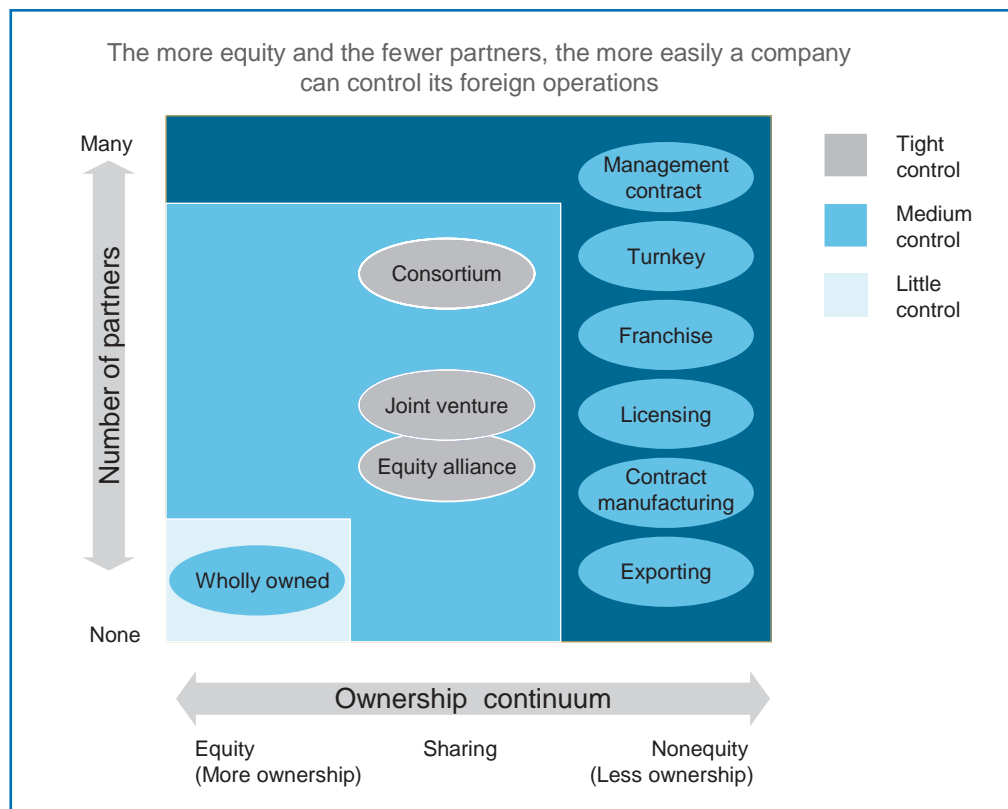 The more equity and the fewer partners, the more easily a company
can control its foreign operations
Many
Number of partners
None
Management
contract
Turnkey
Consortium
Franchise
Joint venture
Licensing
Equity alliance
Contract
manufacturing
Wholly owned
Exporting
Tight
control
Medium
control
Little
control
Ownership continuum
Equity
(More ownership)
Sharing
Nonequity
(Less ownership)